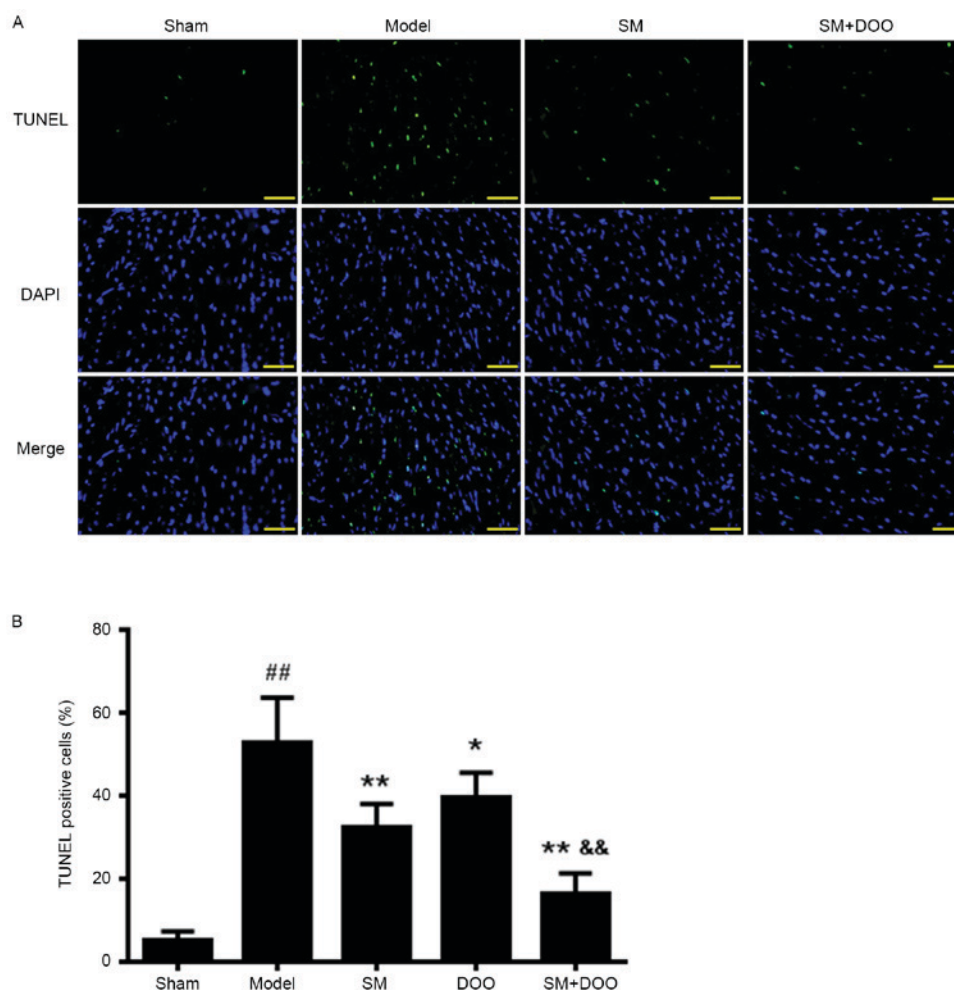 A
Sham Model SM SM+DOO
TUNEL
DAPI
Merge
B
TUNEL positive cells (%)
80
60
40
20
0
##
**
*
** &&
Sham Model SM DOO SM+DOO